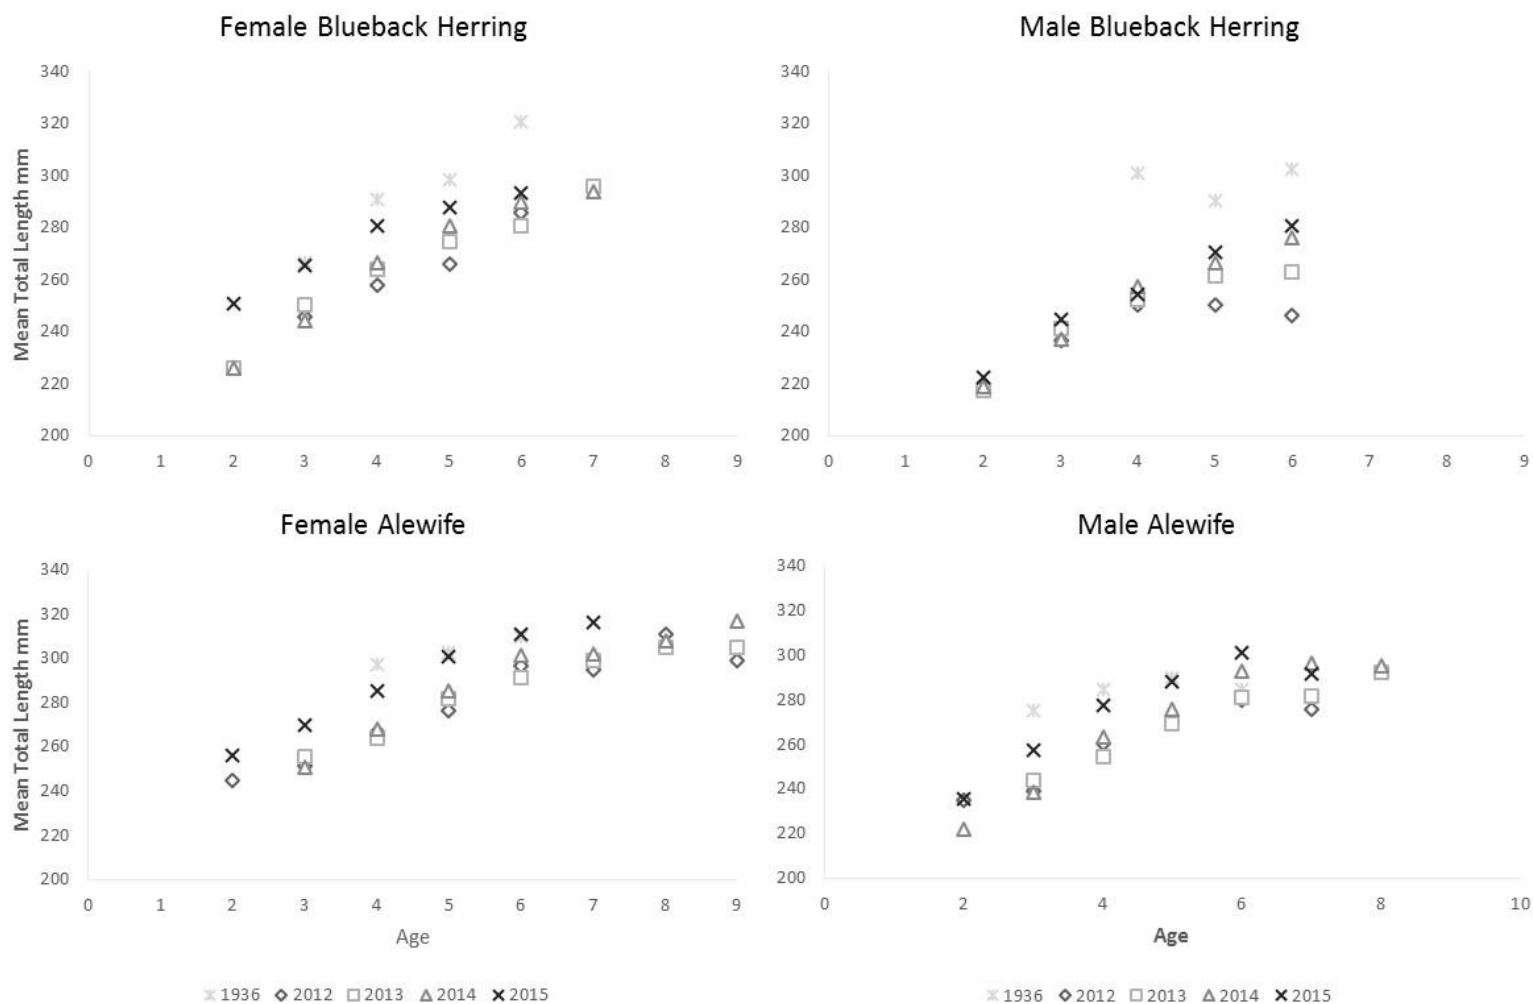 Female Blueback Herring
Male Blueback Herring
Mean Total Length mm
340
320
300
280
260
240
220
200
0 1 2 3 4 5 6 7 8 9
340
320
300
280
260
240
220
200
0 1 2 3 4 5 6 7 8 9
Female Alewife
Male Alewife
Mean Total Length mm
340
320
300
280
260
240
220
200
0 1 2 3 4 5 6 7 8 9
Age
340
320
300
280
260
240
220
200
0 2 4 6 8 10
Age
1936 2012 2013 2014 2015
1936 2012 2013 2014 2015